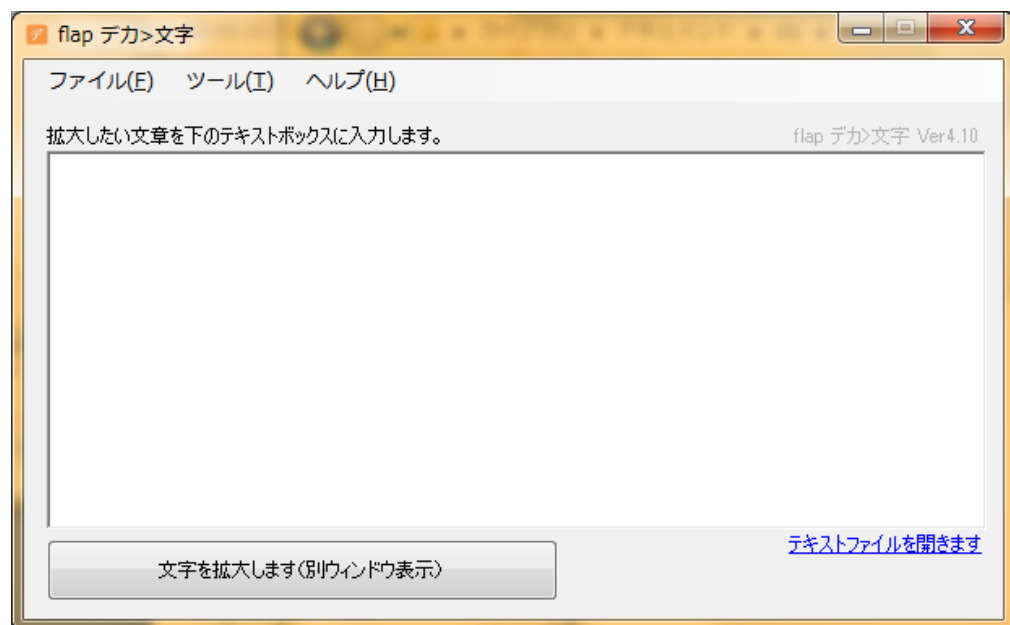 flap デカ>文字
ファイル(F) ツール(T) ヘルプ(H)
拡大したい文章を下のテキストボックスに入力します。 flap デカ>文字 Ver4.10
テキストファイルを開きます
文字を拡大します(別ウィンドウ表示)